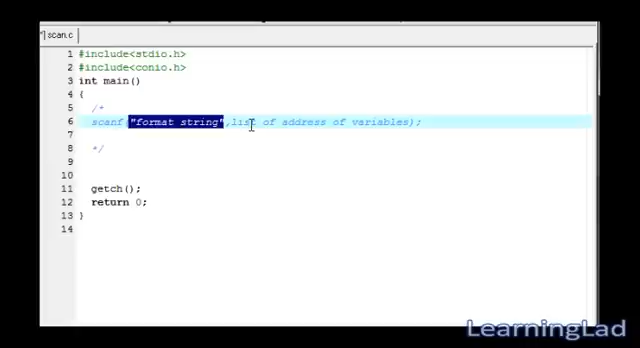 *] scan.c
1 #include<stdio.h>
2 #include<conio.h>
3 int main()
4 {
5 /*
6 scanf("format string",list of address of variables);
7
8 */
9
10
11 getch();
12 return 0;
13 }
14
LearningLad